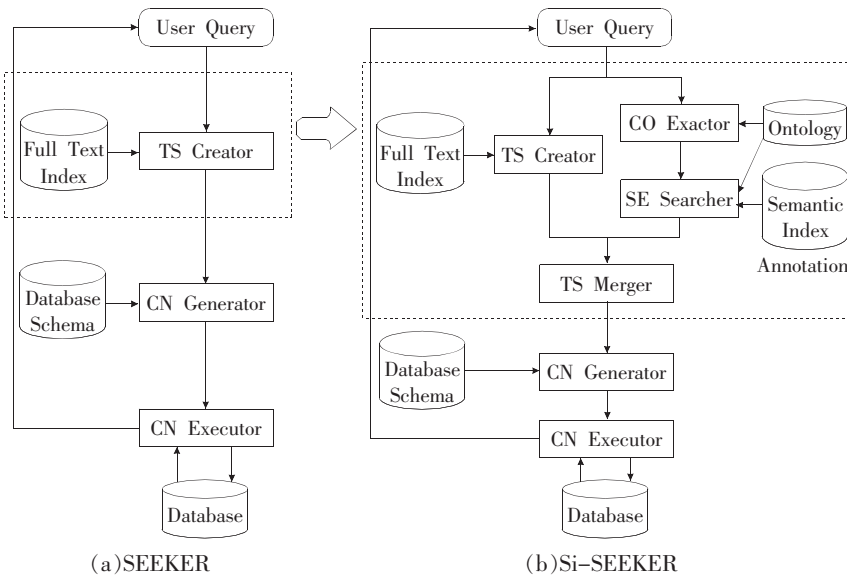 User Query
Full Text
Index
TS Creator
Database
Schema
CN Generator
CN Executor
Database
(a)SEEKER
User Query
Full Text
Index
TS Creator
CO Exactor
Ontology
SE Searcher
Semantic
Index
Annotation
TS Merger
Database
Schema
CN Generator
CN Executor
Database
(b)Si-SEEKER